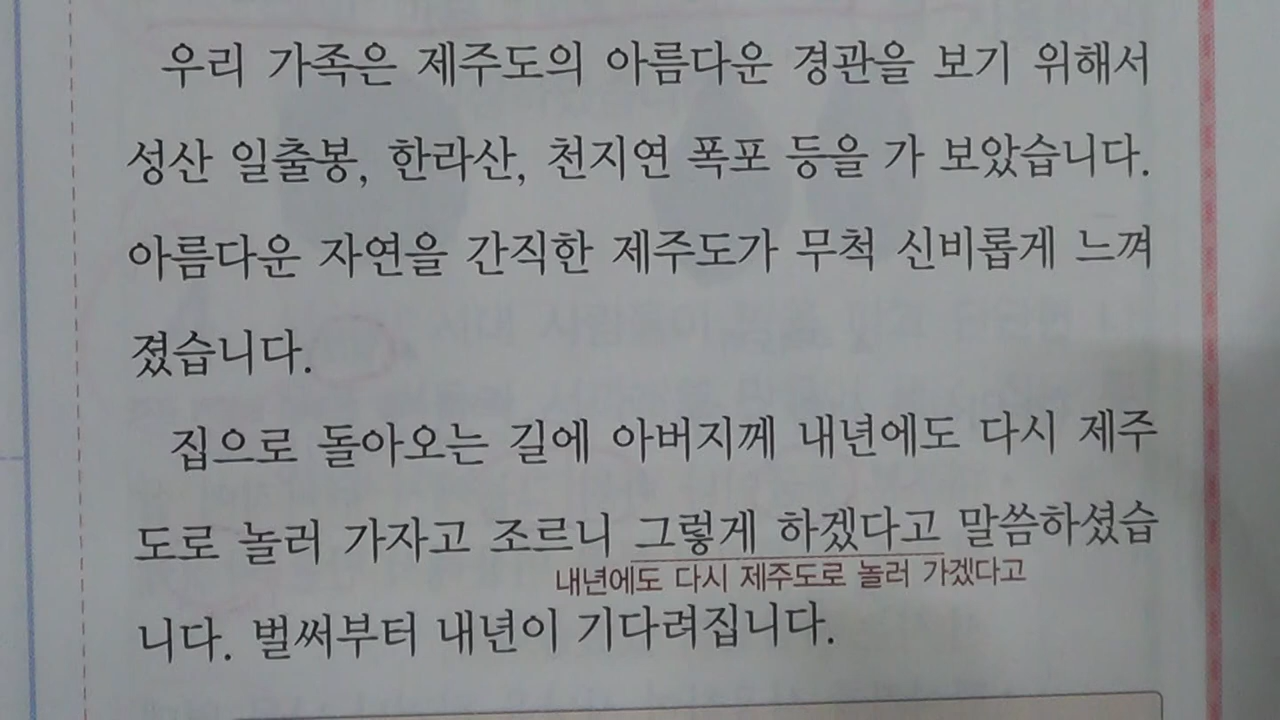 우리 가족은 제주도의 아름다운 경관을 보기 위해서
성산 일출봉, 한라산, 천지연 폭포 등을 가 보았습니다.
아름다운 자연을 간직한 제주도가 무척 신비롭게 느껴
졌습니다.
집으로 돌아오는 길에 아버지께 내년에도 다시 제주
도로 놀러 가자고 조르니 그렇게 하겠다고 말씀하셨습
내년에도 다시 제주도로 놀러 가겠다고
니다. 벌써부터 내년이 기다려집니다.